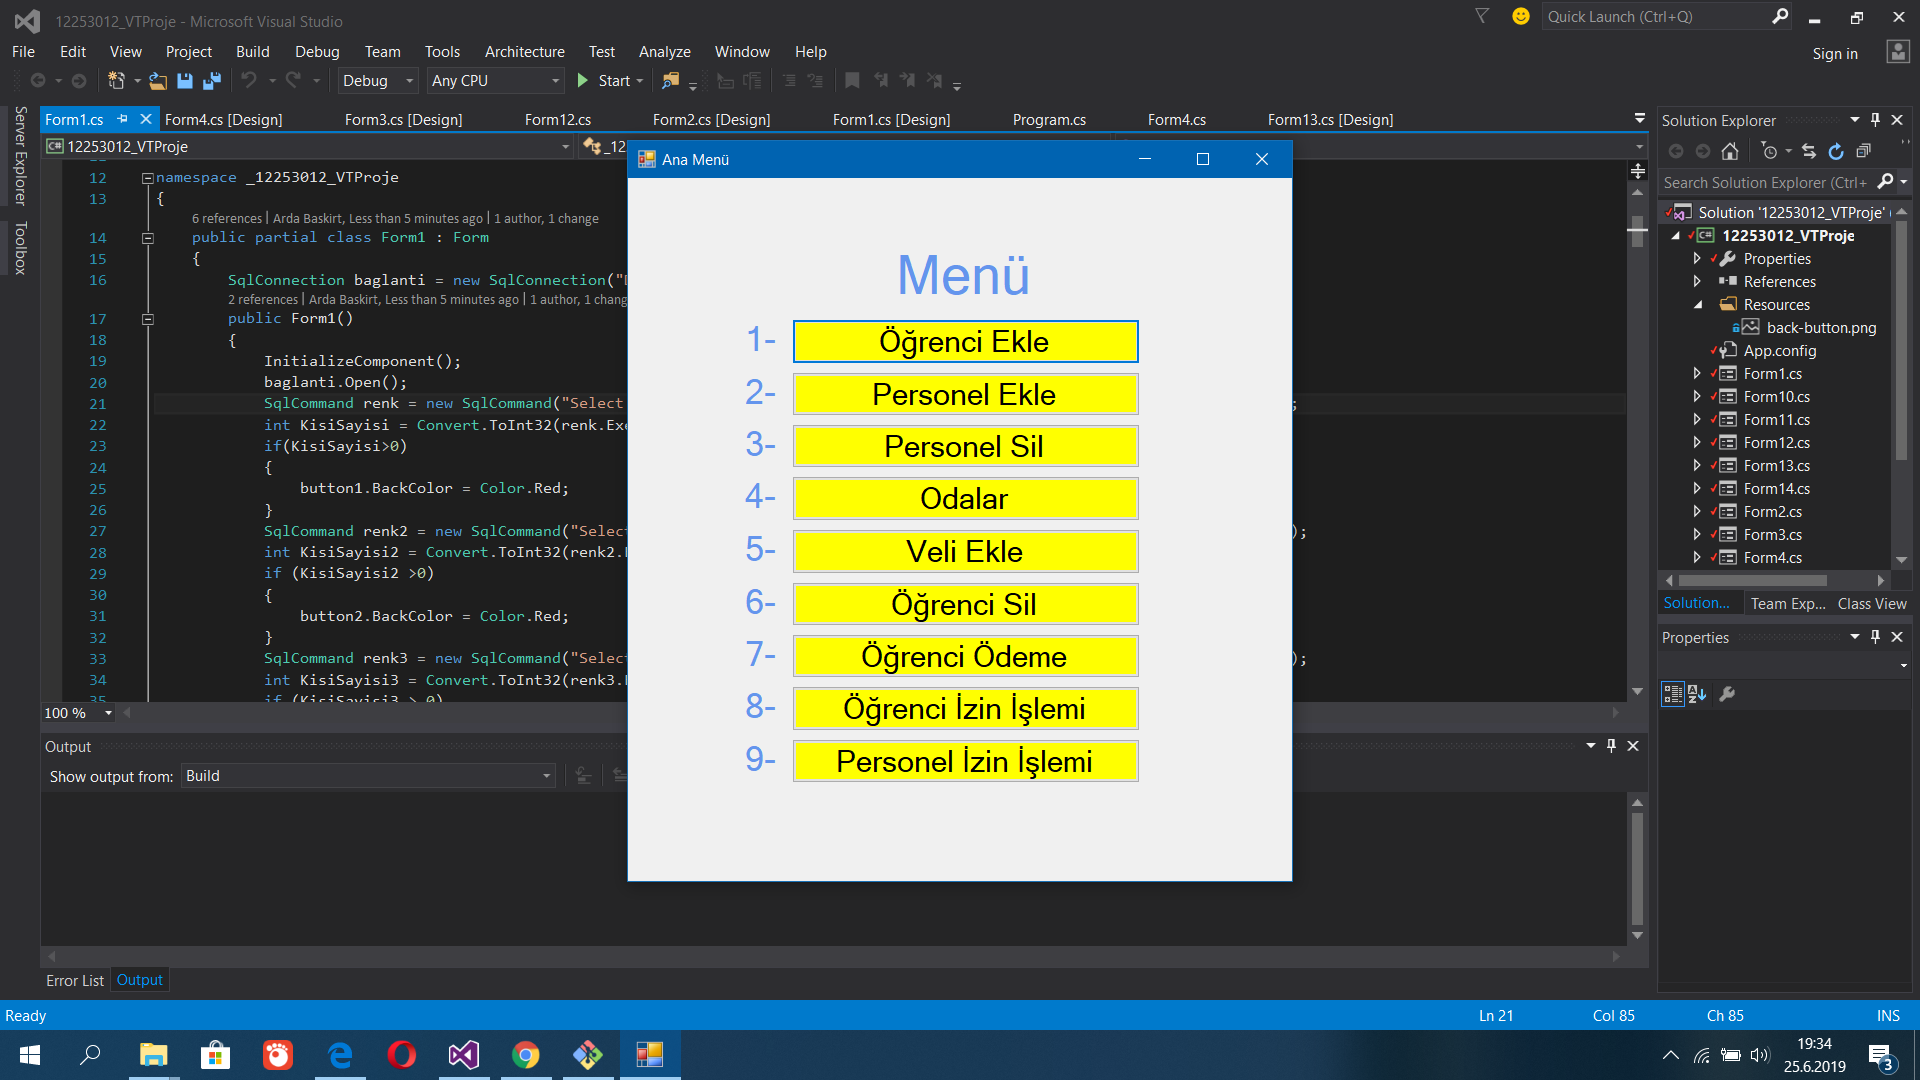 12253012_VTProje - Microsoft Visual Studio
Quick Launch (Ctrl+Q)
File Edit View Project Build Debug Team Tools Architecture Test Analyze Window Help
Sign in
Debug Any CPU Start
Server Explorer
Toolbox
Form1.cs Form4.cs [Design] Form3.cs [Design] Form12.cs Form2.cs [Design] Form1.cs [Design] Program.cs Form4.cs Form13.cs [Design]
C# 12253012_VTProje _12
12 namespace _12253012_VTProje
13 {
6 references | Arda Baskirt, Less than 5 minutes ago | 1 author, 1 change
14 public partial class Form1 : Form
15 {
16 SqlConnection baglanti = new SqlConnection("
2 references | Arda Baskirt, Less than 5 minutes ago | 1 author, 1 chang
17 public Form1()
18 {
19 InitializeComponent();
20 baglanti.Open();
21 SqlCommand renk = new SqlCommand("Select ;
22 int KisiSayisi = Convert.ToInt32(renk.Exe
23 if(KisiSayisi>0)
24 {
25 button1.BackColor = Color.Red;
26 }
27 SqlCommand renk2 = new SqlCommand("Select );
28 int KisiSayisi2 = Convert.ToInt32(renk2.
29 if (KisiSayisi2 >0)
30 {
31 button2.BackColor = Color.Red;
32 }
33 SqlCommand renk3 = new SqlCommand("Select );
34 int KisiSayisi3 = Convert.ToInt32(renk3.
35 if (KisiSayisi3 > 0)
100 %
Ana Menü
Menü
1- Öğrenci Ekle
2- Personel Ekle
3- Personel Sil
4- Odalar
5- Veli Ekle
6- Öğrenci Sil
7- Öğrenci Ödeme
8- Öğrenci İzin İşlemi
9- Personel İzin İşlemi
Output
Show output from: Build
Error List Output
Solution Explorer
Search Solution Explorer (Ctrl+
Solution '12253012_VTProje' (
C# 12253012_VTProje
Properties
References
Resources
back-button.png
App.config
Form1.cs
Form10.cs
Form11.cs
Form12.cs
Form13.cs
Form14.cs
Form2.cs
Form3.cs
Form4.cs
Solution... Team Exp... Class View
Properties
Ready Ln 21 Col 85 Ch 85 INS
19:34
25.6.2019
3